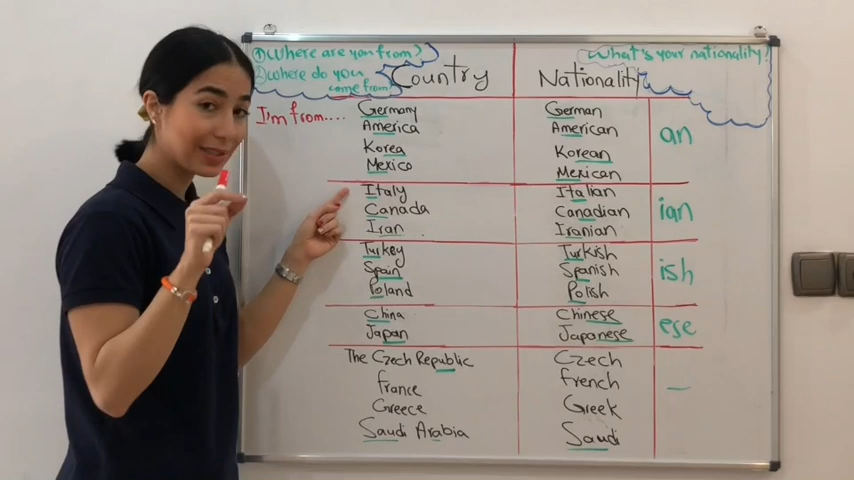 ① Where are you from?
② Where do you
come from?
What's your nationality?
Country Nationality
I'm from....
Germany German an
America American
Korea Korean
Mexico Mexican
Italy Italian ian
Canada Canadian
Iran Iranian
Turkey Turkish ish
Spain Spanish
Poland Polish
China Chinese ese
Japan Japanese
The Czech Republic Czech
France French –
Greece Greek
Saudi Arabia Saudi